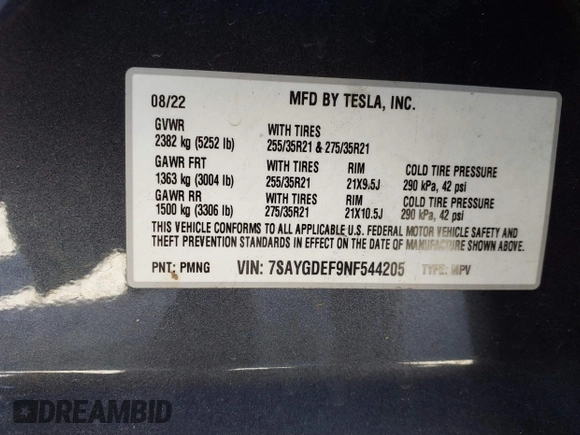 08/22 MFD BY TESLA, INC.
GVWR WITH TIRES
2382 kg (5252 lb) 255/35R21 & 275/35R21
GAWR FRT WITH TIRES RIM COLD TIRE PRESSURE
1363 kg (3004 lb) 255/35R21 21X9.5J 290 kPa, 42 psi
GAWR RR WITH TIRES RIM COLD TIRE PRESSURE
1500 kg (3306 lb) 275/35R21 21X10.5J 290 kPa, 42 psi
THIS VEHICLE CONFORMS TO ALL APPLICABLE U.S. FEDERAL MOTOR VEHICLE SAFETY AND
THEFT PREVENTION STANDARDS IN EFFECT ON THE DATE OF MANUFACTURE SHOWN ABOVE.
PNT: PMNG VIN: 7SAYGDEF9NF544205 TYPE: MPV
DREAMBID